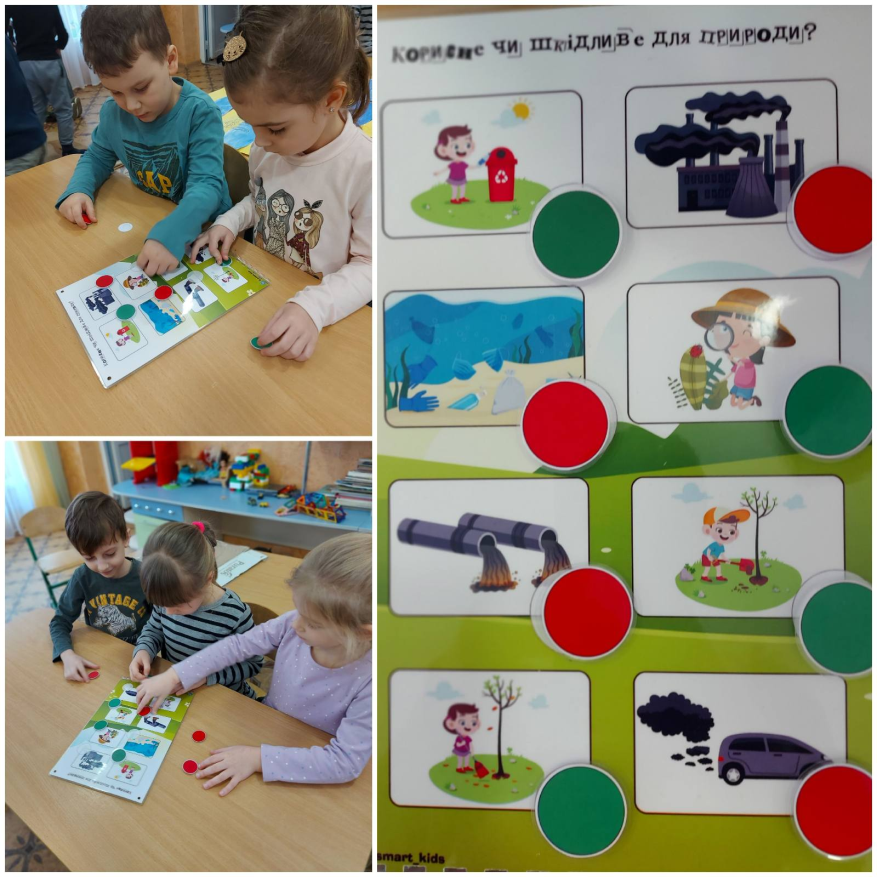 GAP
VINTAGE
Корисне чи шкідливе для природи?
smart_kids